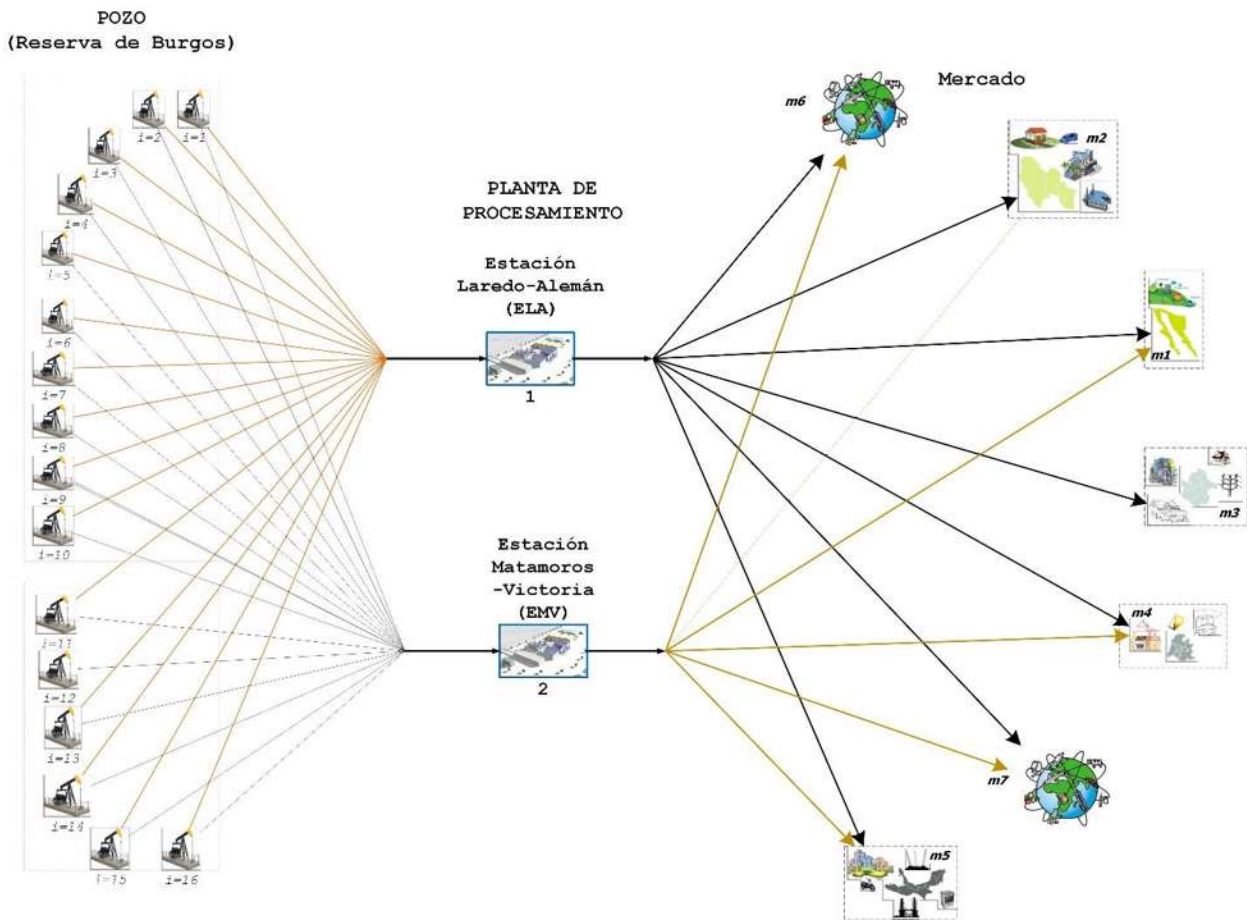 POZO
(Reserva de Burgos)
i=1
i=2
i=3
i=4
i=5
i=6
i=7
i=8
i=9
i=10
i=11
i=12
i=13
i=14
i=15
i=16
PLANTA DE
PROCESAMIENTO
Estación
Laredo-Alemán
(ELA)
1
Estación
Matamoros
-Victoria
(EMV)
2
Mercado
m6
m2
m1
m3
m4
m7
m5